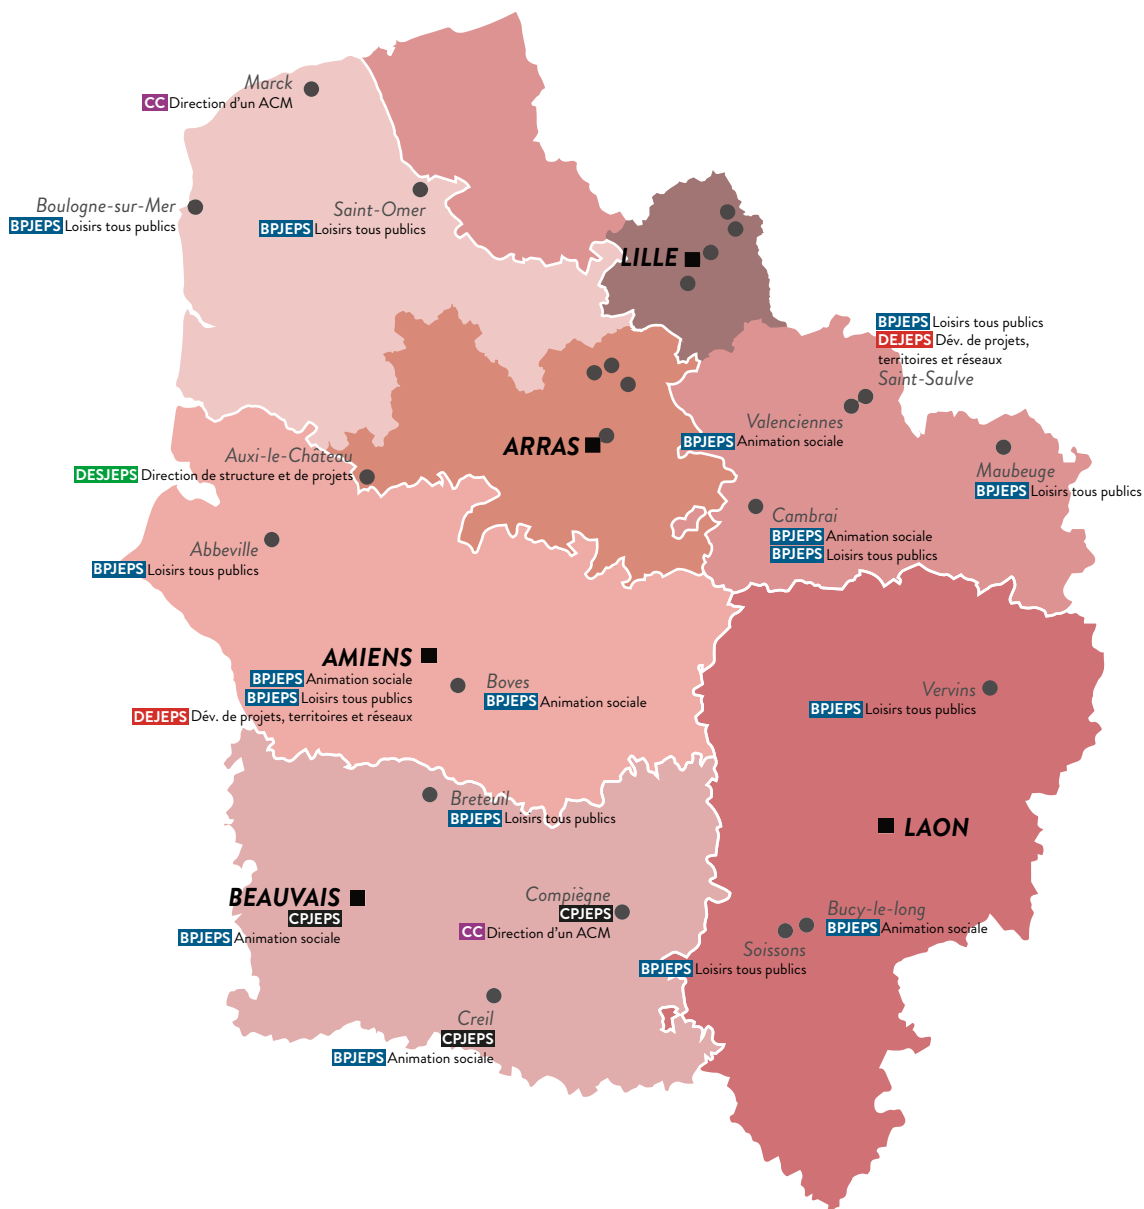 Marck
CC Direction d'un ACM
Boulogne-sur-Mer
BPJEPS Loisirs tous publics
Saint-Omer
BPJEPS Loisirs tous publics
LILLE
BPJEPS Loisirs tous publics
DEJEPS Dév. de projets,
territoires et réseaux
Saint-Saulve
Valenciennes
BPJEPS Animation sociale
ARRAS
Auxi-le-Château
DESJEPS Direction de structure et de projets
Maubeuge
BPJEPS Loisirs tous publics
Cambrai
BPJEPS Animation sociale
BPJEPS Loisirs tous publics
Abbeville
BPJEPS Loisirs tous publics
AMIENS
BPJEPS Animation sociale
BPJEPS Loisirs tous publics
DEJEPS Dév. de projets, territoires et réseaux
Boves
BPJEPS Animation sociale
Vervins
BPJEPS Loisirs tous publics
Breteuil
BPJEPS Loisirs tous publics
LAON
BEAUVAIS
CPJEPS
BPJEPS Animation sociale
Compiègne
CPJEPS
CC Direction d'un ACM
Bucy-le-long
BPJEPS Animation sociale
Soissons
BPJEPS Loisirs tous publics
Creil
CPJEPS
BPJEPS Animation sociale